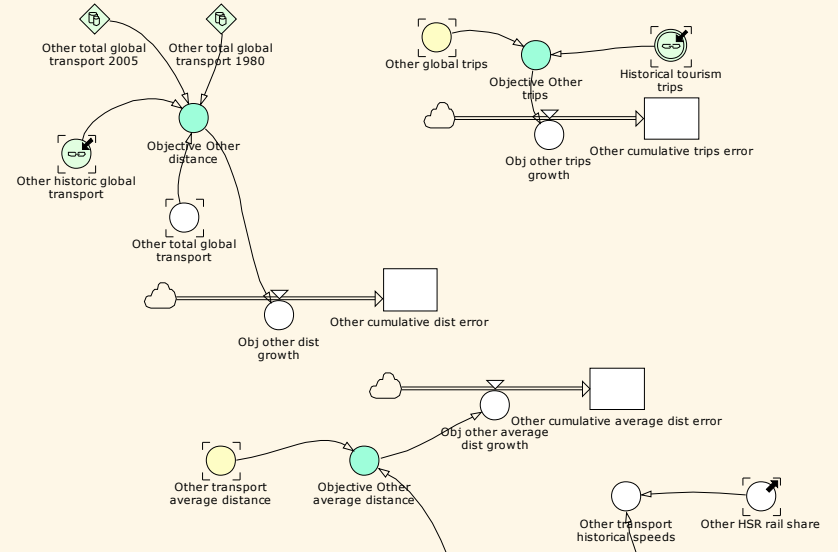 Other total global
transport 2005
Other total global
transport 1980
Other global trips
Historical tourism
trips
Objective Other
trips
Objective Other
distance
Obj other trips
growth
Other cumulative trips error
Other historic global
transport
Other total global
transport
Other cumulative dist error
Obj other dist
growth
Other cumulative average dist error
Obj other average
dist growth
Other transport
average distance
Objective Other
average distance
Other transport
historical speeds
Other HSR rail share